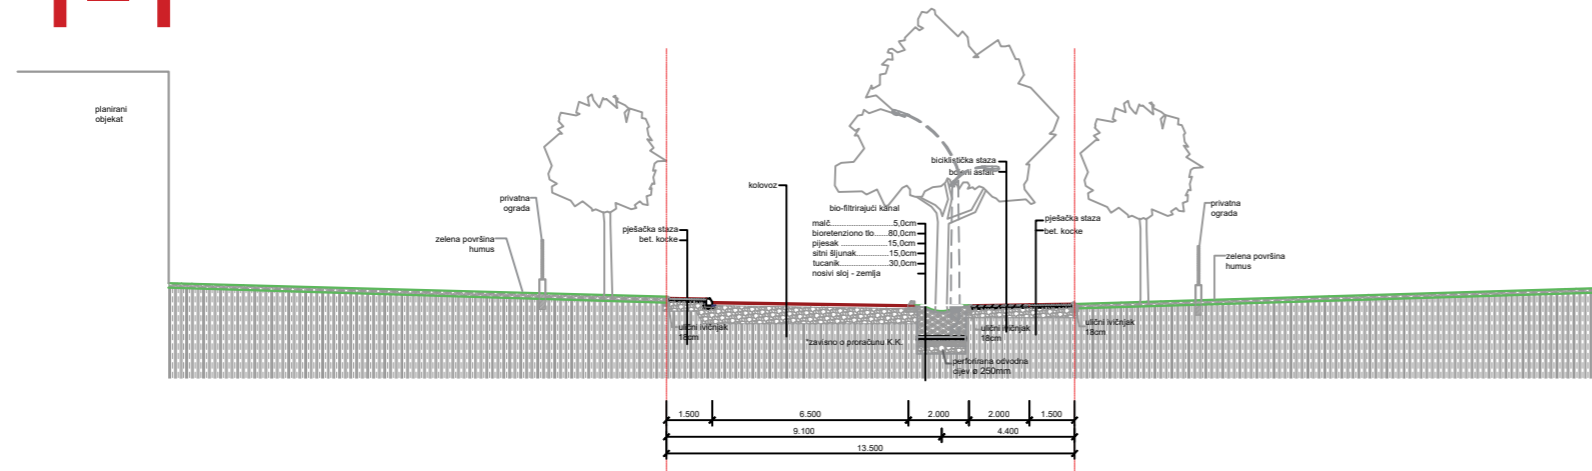 planirani
objekat
privatna
ograda
zelena površina
humus
pješačka staza
bet. kocke
kolovoz
biciklistička staza
bojeni asfalt
bio-filtrirajući kanal
malč..........................5,0cm
bioretenziono tlo......80,0cm
pijesak ...................15,0cm
sitni šljunak.............15,0cm
tucanik....................30,0cm
nosivi sloj - zemlja
pješačka staza
bet. kocke
privatna
ograda
zelena površina
humus
ulični ivičnjak
18cm
*zavisno o proračunu K.K.
ulični ivičnjak
18cm
ulični ivičnjak
18cm
perforirana odvodna
cijev ø 250mm
1.500
6.500
2.000
2.000
1.500
9.100
4.400
13.500